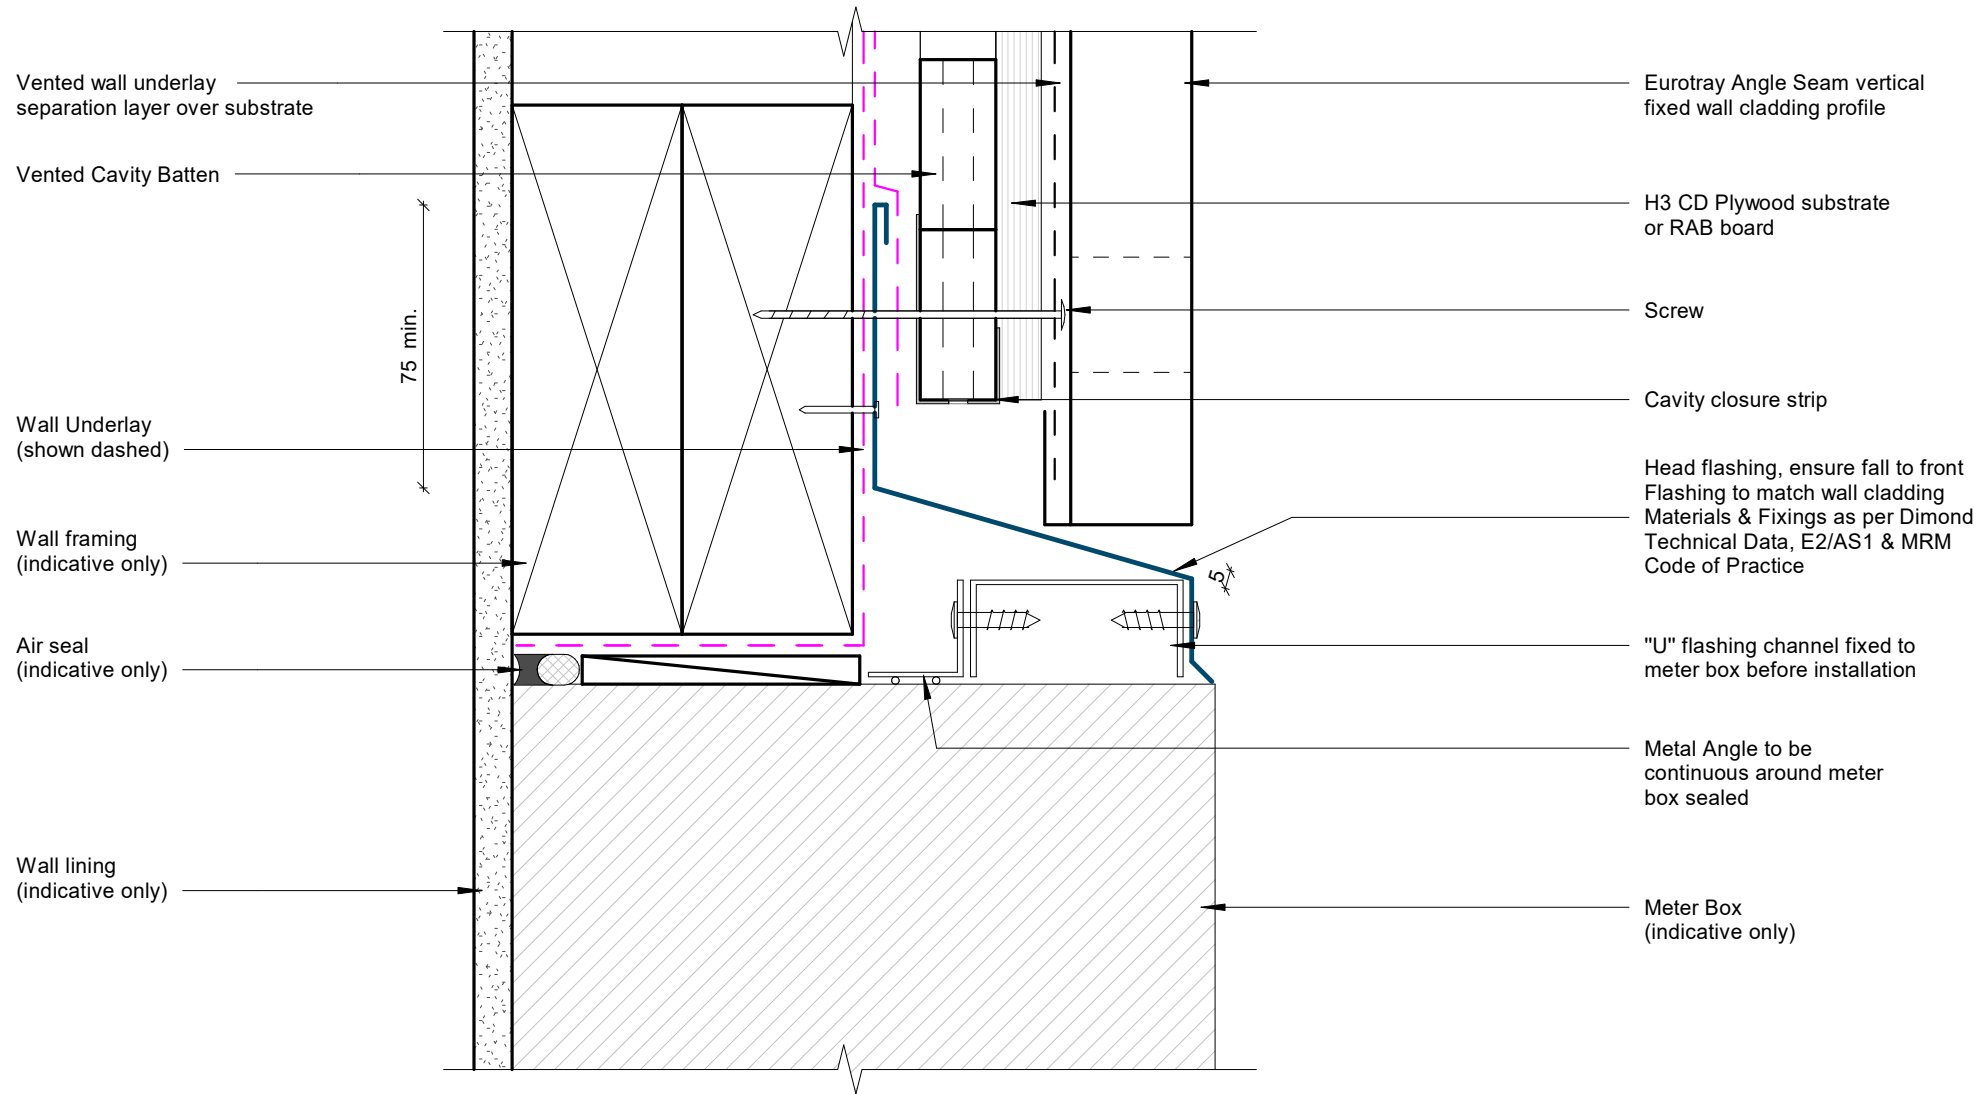 Vented wall underlay
separation layer over substrate
Vented Cavity Batten
75 min.
Wall Underlay
(shown dashed)
Wall framing
(indicative only)
Air seal
(indicative only)
Wall lining
(indicative only)
Eurotray Angle Seam vertical
fixed wall cladding profile
H3 CD Plywood substrate
or RAB board
Screw
Cavity closure strip
Head flashing, ensure fall to front
Flashing to match wall cladding
Materials & Fixings as per Dimond
Technical Data, E2/AS1 & MRM
Code of Practice
5
"U" flashing channel fixed to
meter box before installation
Metal Angle to be
continuous around meter
box sealed
Meter Box
(indicative only)